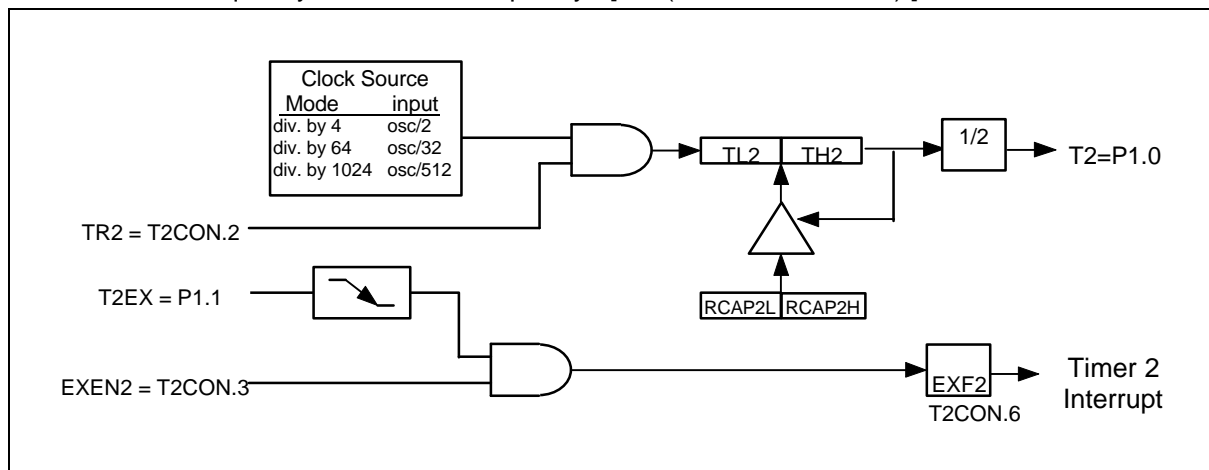 Clock Source
Mode input
div. by 4 osc/2
div. by 64 osc/32
div. by 1024 osc/512
TL2 TH2
1/2
T2=P1.0
TR2 = T2CON.2
T2EX = P1.1
RCAP2L RCAP2H
EXEN2 = T2CON.3
EXF2
T2CON.6
Timer 2
Interrupt